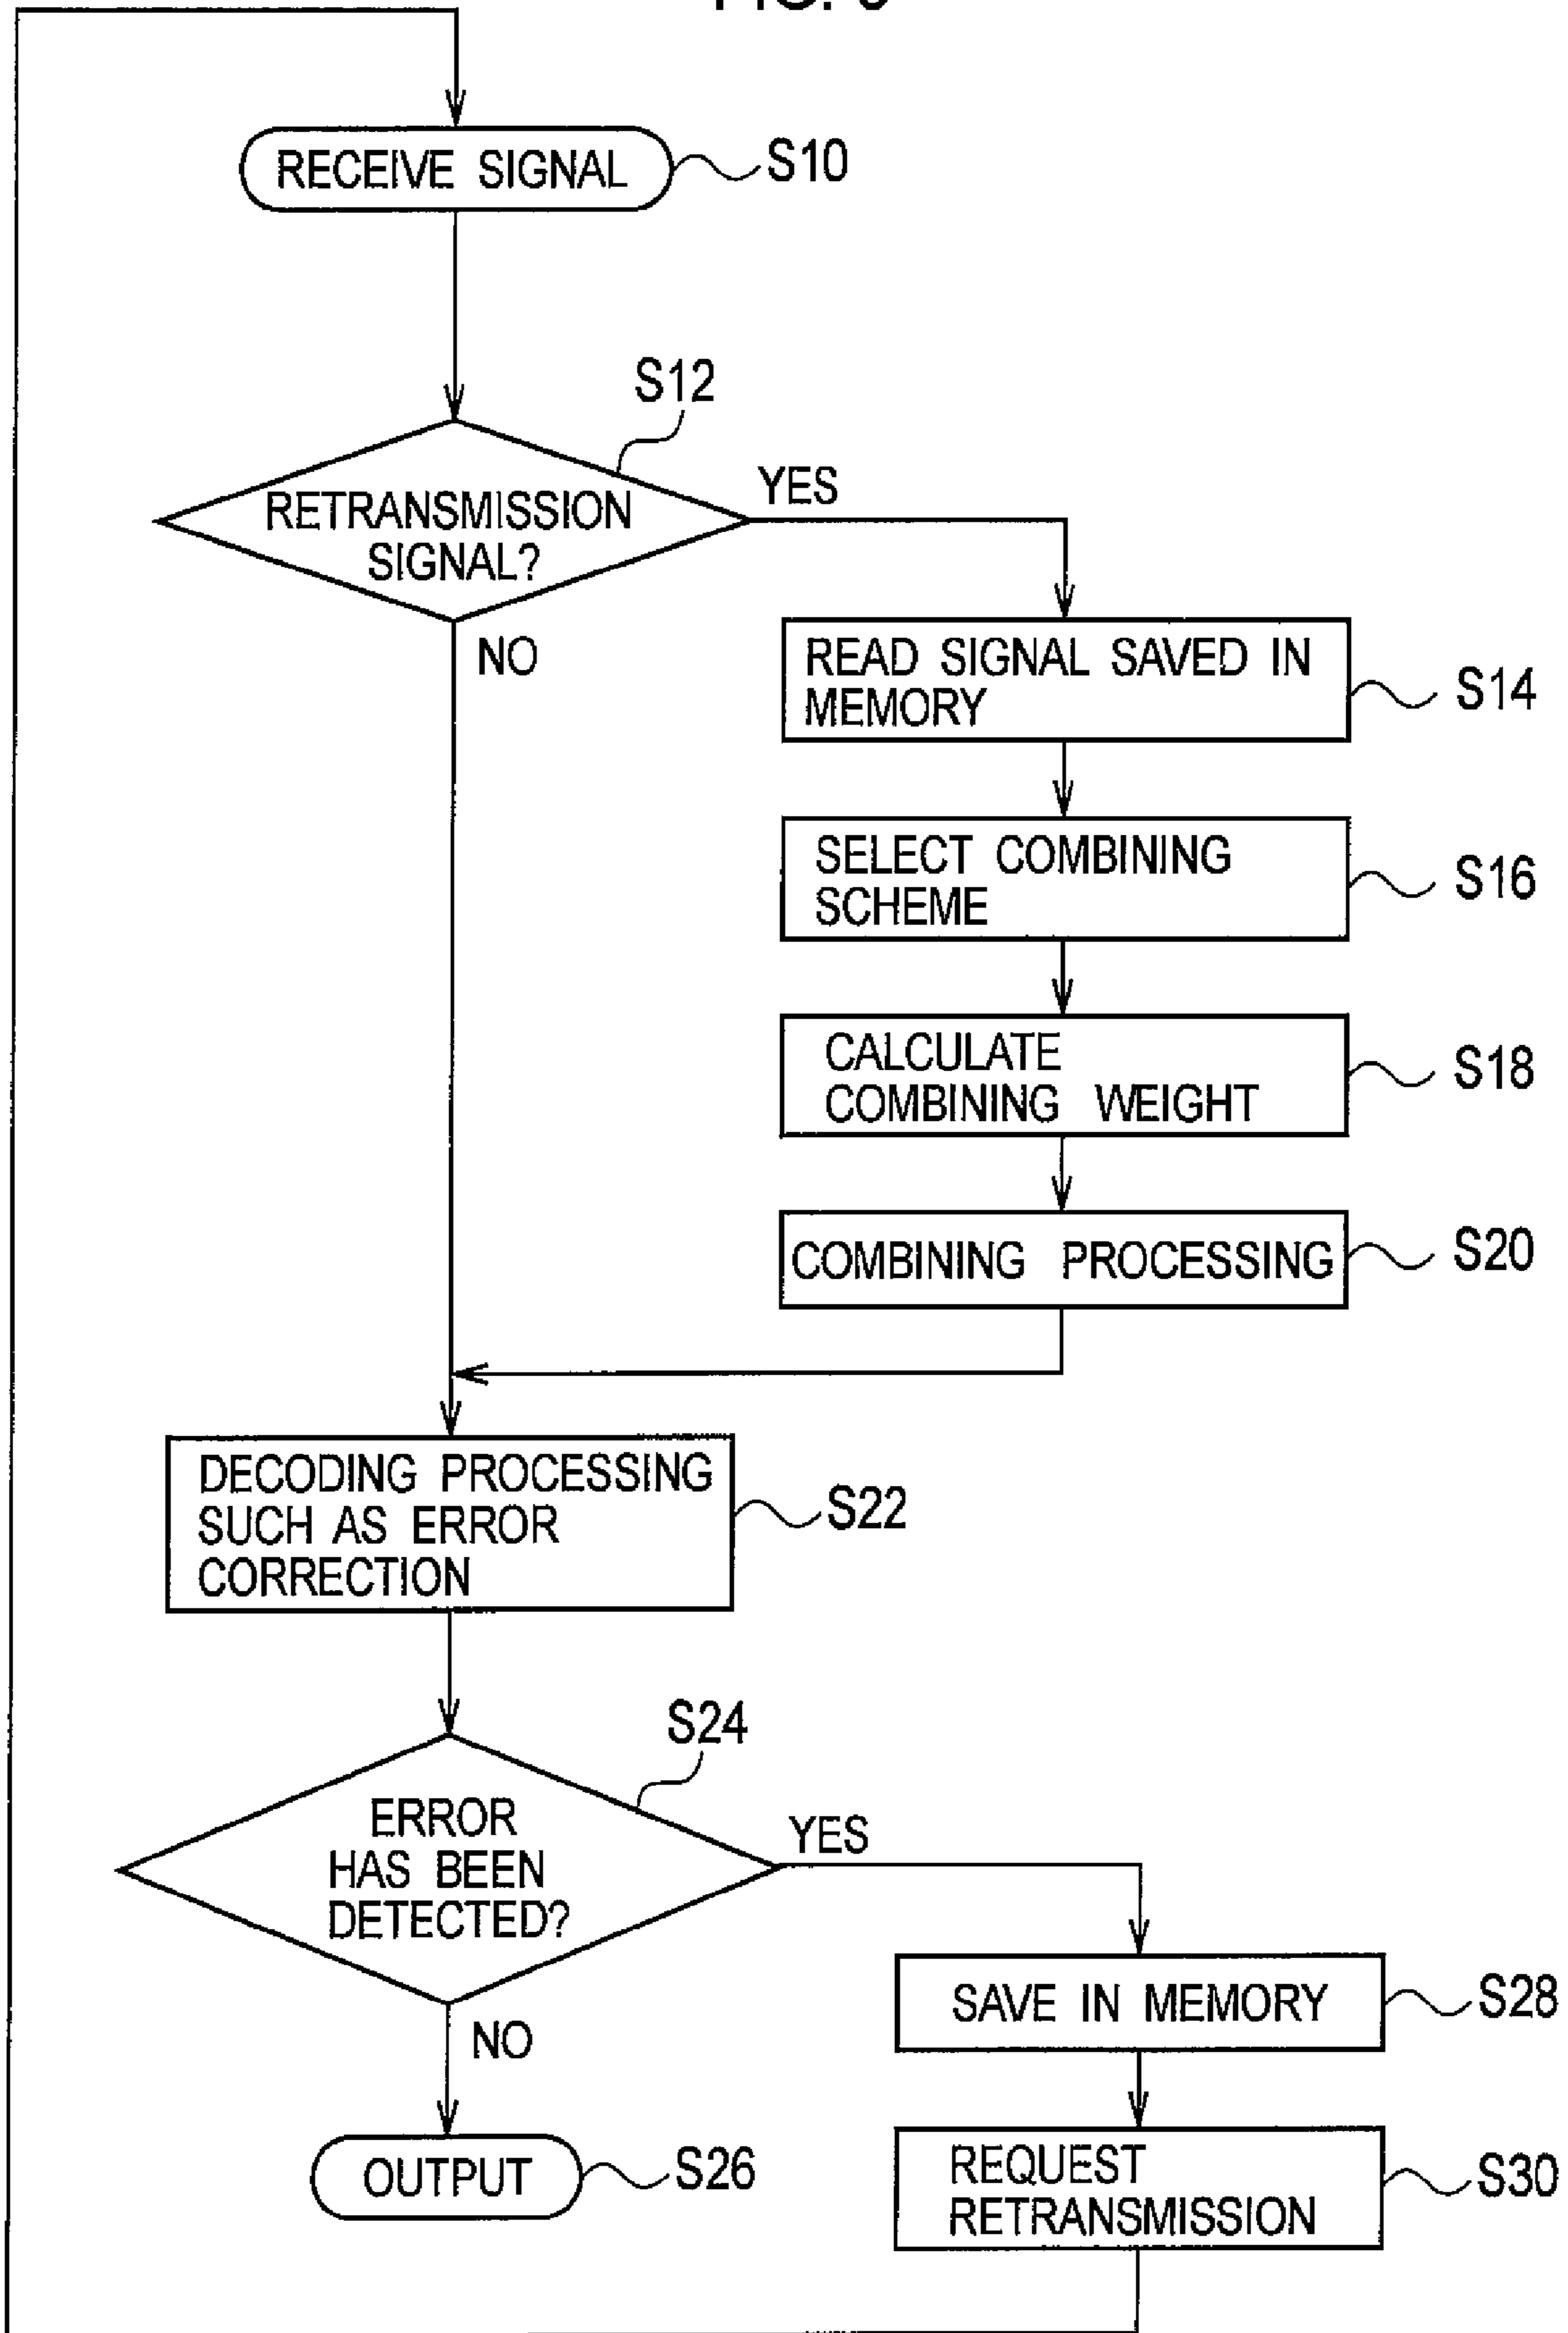 RECEIVE SIGNAL
S10
S12
RETRANSMISSION
SIGNAL?
YES
NO
READ SIGNAL SAVED IN
MEMORY
S14
SELECT COMBINING
SCHEME
S16
CALCULATE
COMBINING WEIGHT
S18
COMBINING PROCESSING
S20
DECODING PROCESSING
SUCH AS ERROR
CORRECTION
S22
S24
ERROR
HAS BEEN
DETECTED?
YES
NO
SAVE IN MEMORY
S28
OUTPUT
S26
REQUEST
RETRANSMISSION
S30